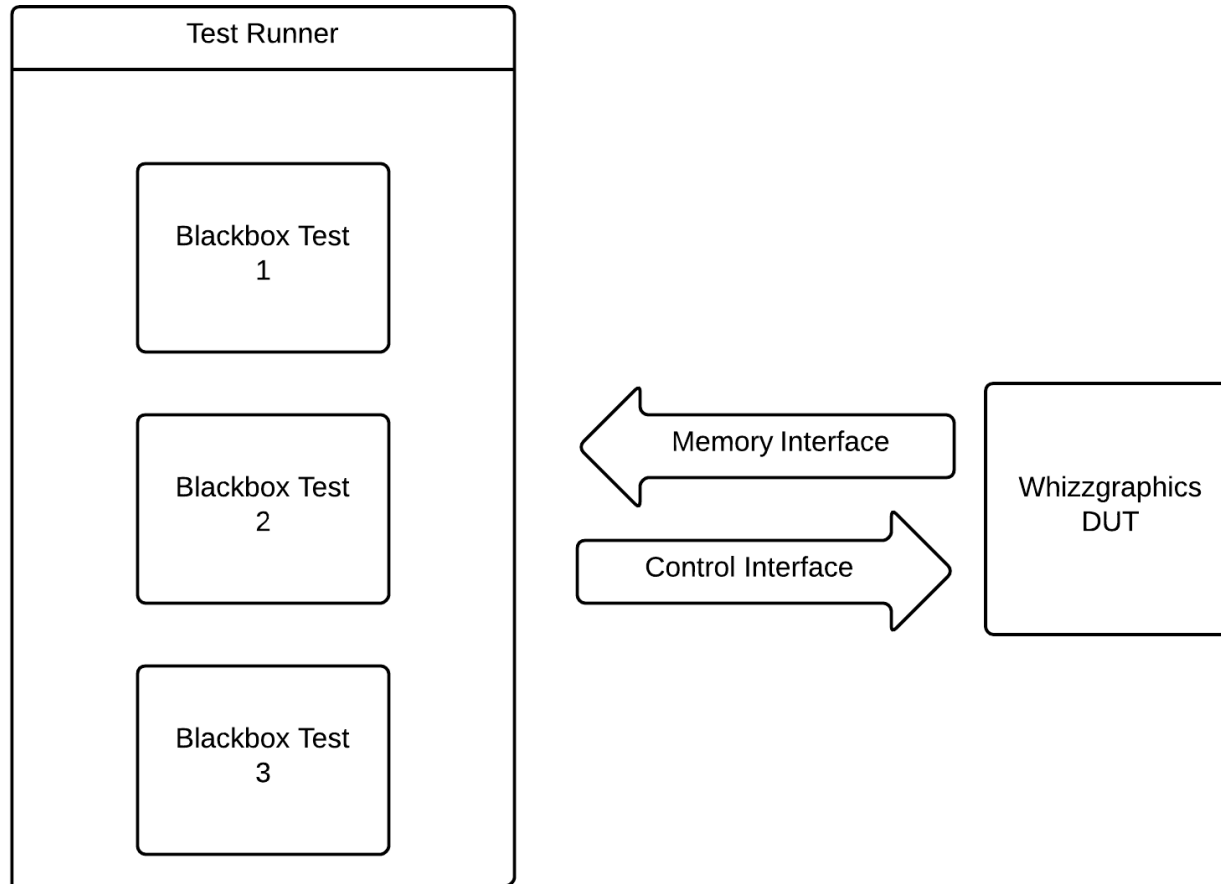 Test Runner
Blackbox Test
1
Blackbox Test
2
Blackbox Test
3
Memory Interface
Control Interface
Whizzgraphics
DUT